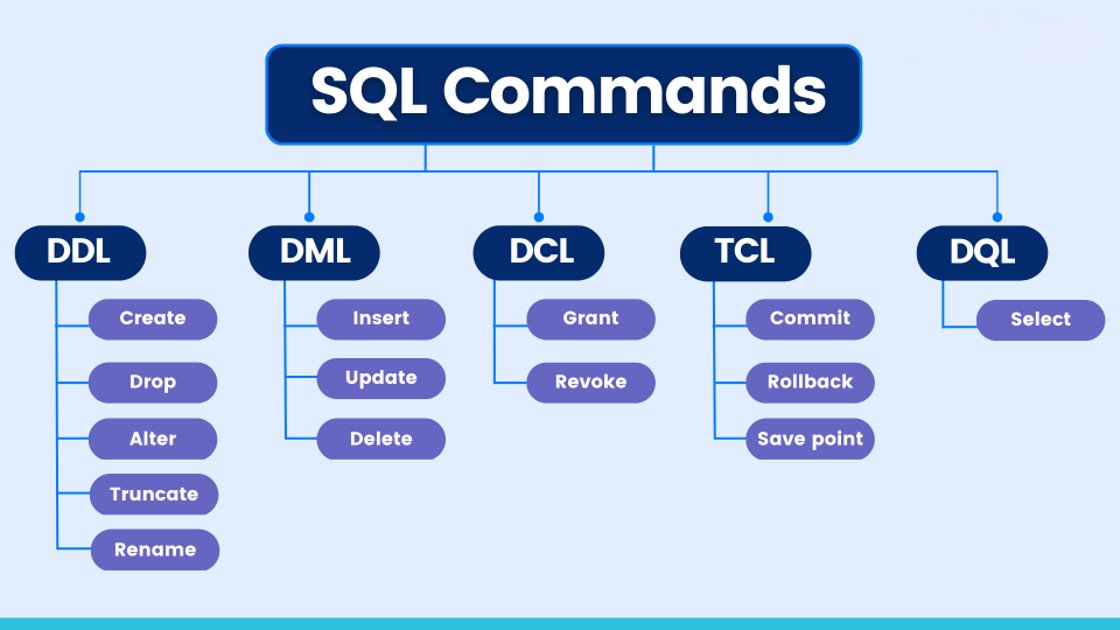 SQL Commands
DDL
Create
Drop
Alter
Truncate
Rename
DML
Insert
Update
Delete
DCL
Grant
Revoke
TCL
Commit
Rollback
Save point
DQL
Select